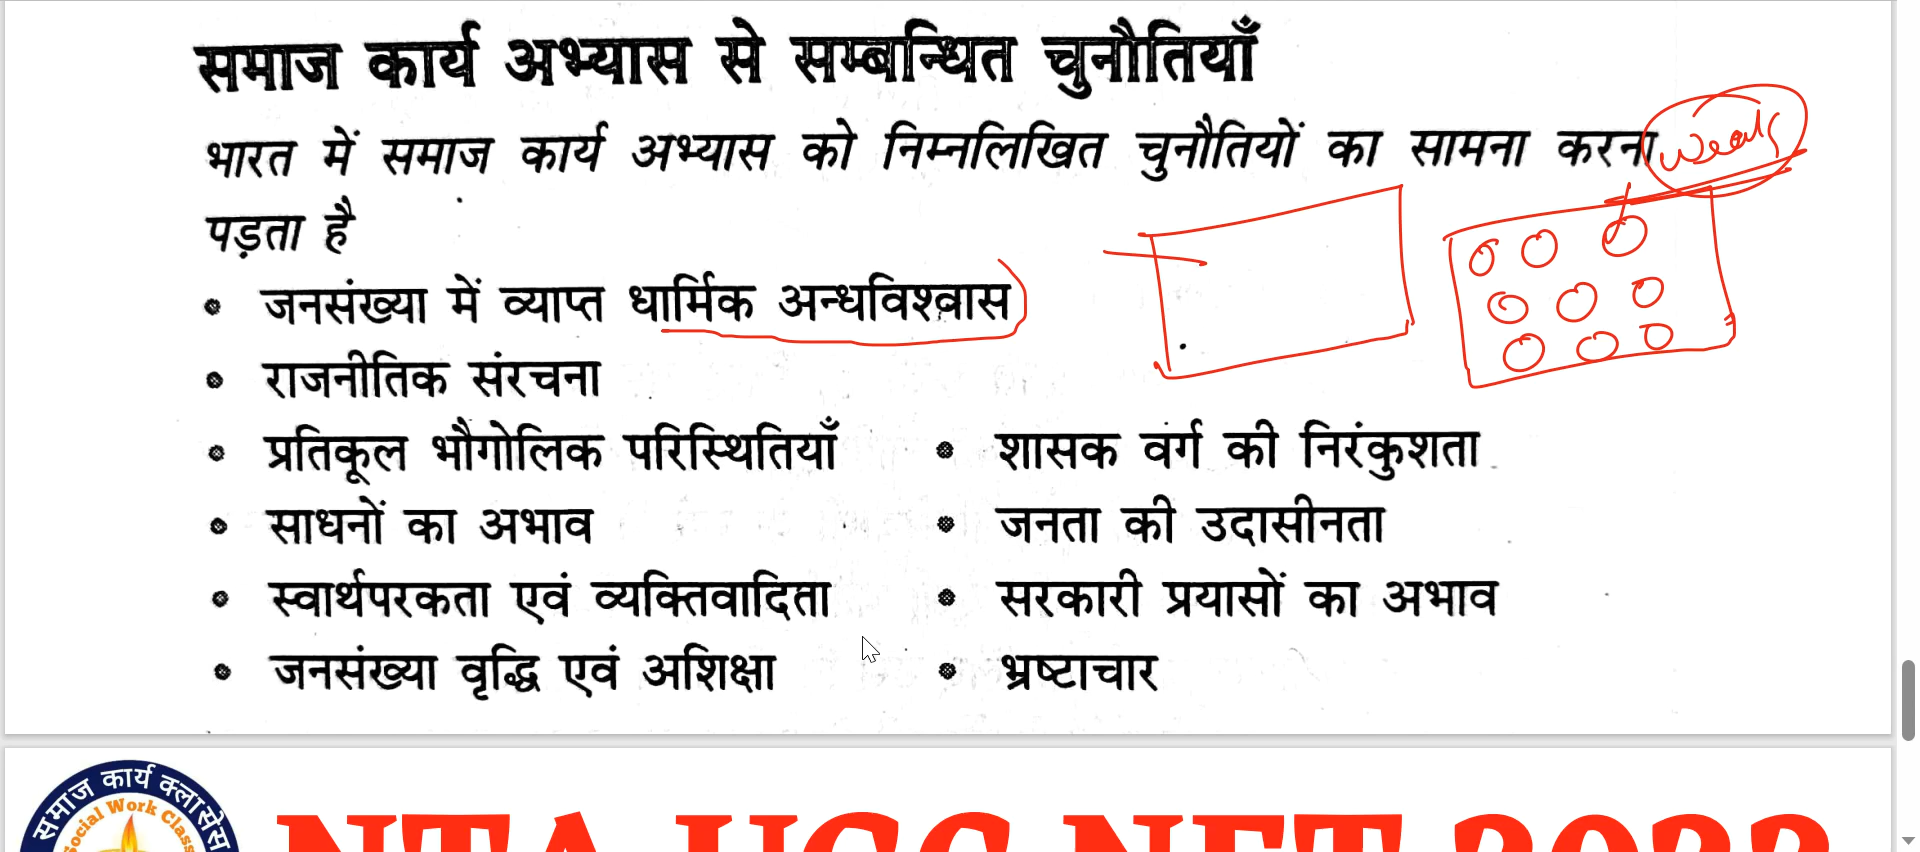 समाज कार्य अभ्यास से सम्बन्धित चुनौतियाँ
भारत में समाज कार्य अभ्यास को निम्नलिखित चुनौतियों का सामना करना
पड़ता है
• जनसंख्या में व्याप्त धार्मिक अन्धविश्वास
• राजनीतिक संरचना
• प्रतिकूल भौगोलिक परिस्थितियाँ • शासक वर्ग की निरंकुशता
• साधनों का अभाव • जनता की उदासीनता
• स्वार्थपरकता एवं व्यक्तिवादिता • सरकारी प्रयासों का अभाव
• जनसंख्या वृद्धि एवं अशिक्षा • भ्रष्टाचार
समाज कार्य क्लासेस
Social Work Class
NTA UGC NET 2022